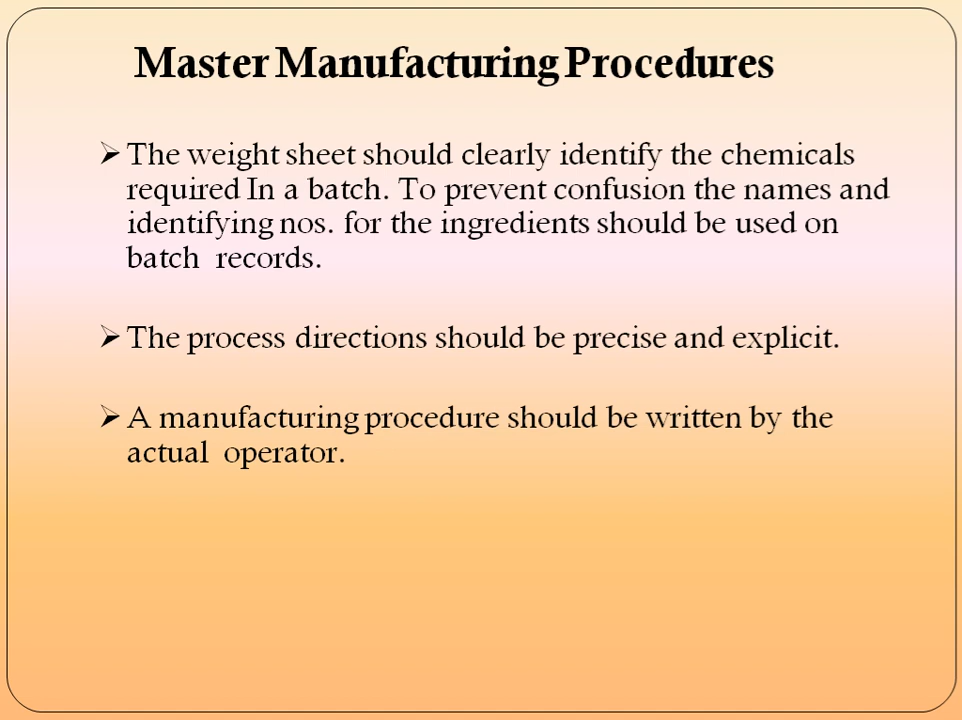 Master Manufacturing Procedures
The weight sheet should clearly identify the chemicals
required In a batch. To prevent confusion the names and
identifying nos. for the ingredients should be used on
batch records.
The process directions should be precise and explicit.
A manufacturing procedure should be written by the
actual operator.